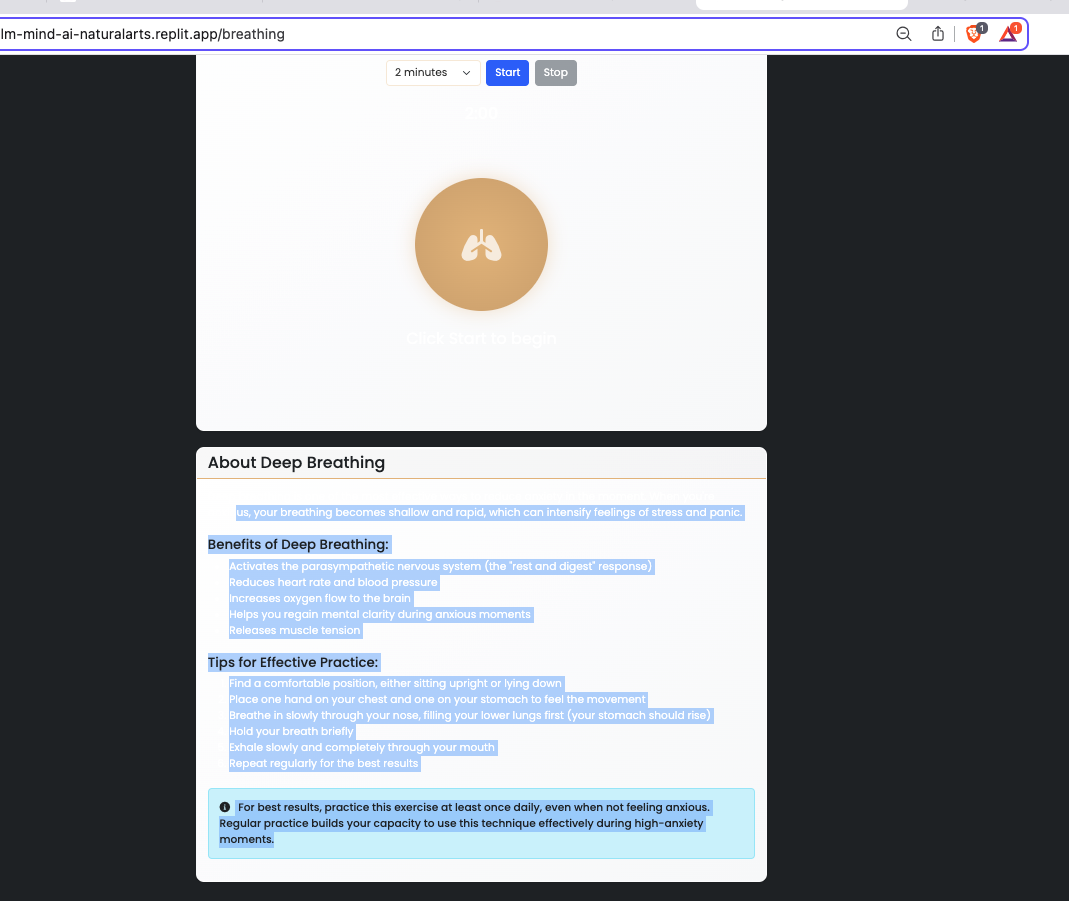 lm-mind-ai-naturalarts.replit.app/breathing
1
1
2 minutes
Start
Stop
Click Start to begin
About Deep Breathing
us, your breathing becomes shallow and rapid, which can intensify feelings of stress and panic.
Benefits of Deep Breathing:
Activates the parasympathetic nervous system (the "rest and digest" response)
Reduces heart rate and blood pressure
Increases oxygen flow to the brain
Helps you regain mental clarity during anxious moments
Releases muscle tension
Tips for Effective Practice:
Find a comfortable position, either sitting upright or lying down
Place one hand on your chest and one on your stomach to feel the movement
Breathe in slowly through your nose, filling your lower lungs first (your stomach should rise)
Hold your breath briefly
Exhale slowly and completely through your mouth
Repeat regularly for the best results
For best results, practice this exercise at least once daily, even when not feeling anxious.
Regular practice builds your capacity to use this technique effectively during high-anxiety
moments.